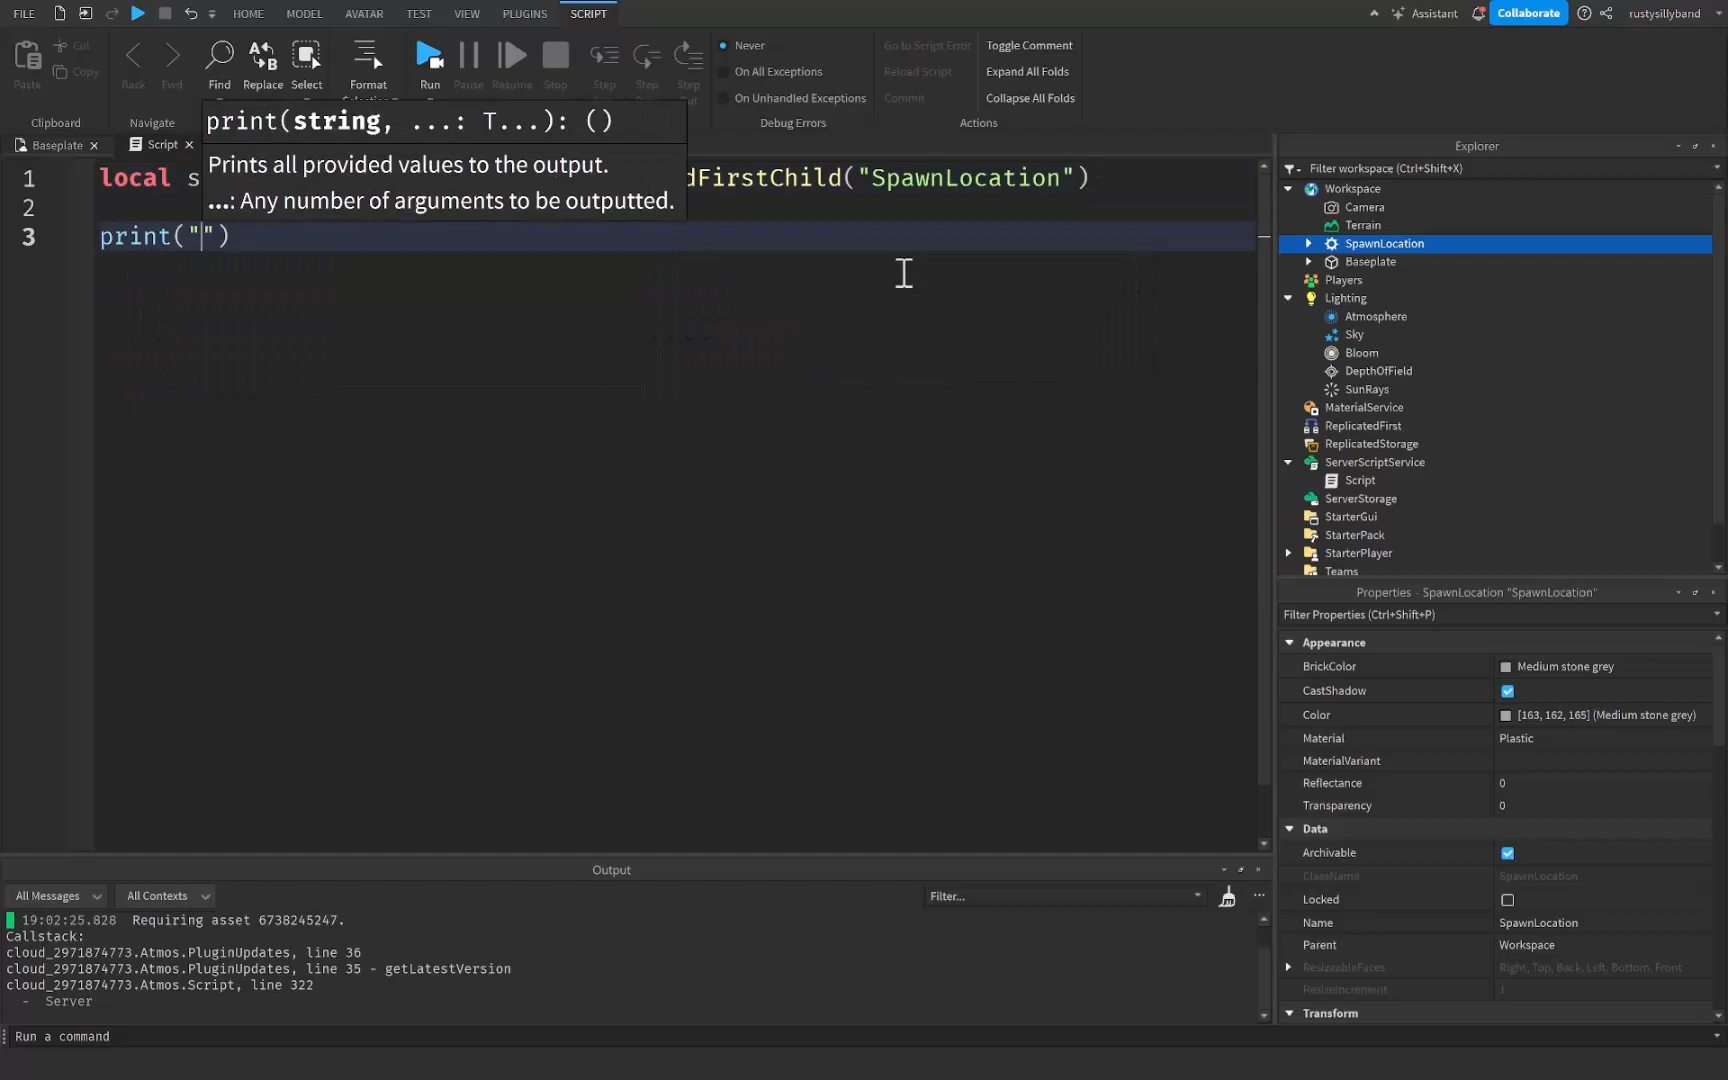 FILE HOME MODEL AVATAR TEST VIEW PLUGINS SCRIPT Assistant Collaborate rustysillyband
Paste Cut Copy
Back Fwd
Find Replace Select
Format
Run Pause Resume Stop Step Step Step
Never
On All Exceptions
On Unhandled Exceptions
Go to Script Error
Reload Script
Commit
Toggle Comment
Expand All Folds
Collapse All Folds
Clipboard Navigate Debug Errors Actions
Baseplate Script
print(string, ...: T...): ()
Prints all provided values to the output.
...: Any number of arguments to be outputted.
1 local s dFirstChild("SpawnLocation")
2
3 print("")
Explorer
Filter workspace (Ctrl+Shift+X)
Workspace
Camera
Terrain
SpawnLocation
Baseplate
Players
Lighting
Atmosphere
Sky
Bloom
DepthOfField
SunRays
MaterialService
ReplicatedFirst
ReplicatedStorage
ServerScriptService
Script
ServerStorage
StarterGui
StarterPack
StarterPlayer
Teams
Properties - SpawnLocation "SpawnLocation"
Filter Properties (Ctrl+Shift+P)
Appearance
BrickColor Medium stone grey
CastShadow
Color [163, 162, 165] (Medium stone grey)
Material Plastic
MaterialVariant
Reflectance 0
Transparency 0
Data
Archivable
ClassName SpawnLocation
Locked
Name SpawnLocation
Parent Workspace
ResizeableFaces Right, Top, Back, Left, Bottom, Front
ResizeIncrement 1
Transform
Output
All Messages All Contexts Filter...
19:02:25.828 Requiring asset 6738245247.
Callstack:
cloud_2971874773.Atmos.PluginUpdates, line 36
cloud_2971874773.Atmos.PluginUpdates, line 35 - getLatestVersion
cloud_2971874773.Atmos.Script, line 322
- Server
Run a command